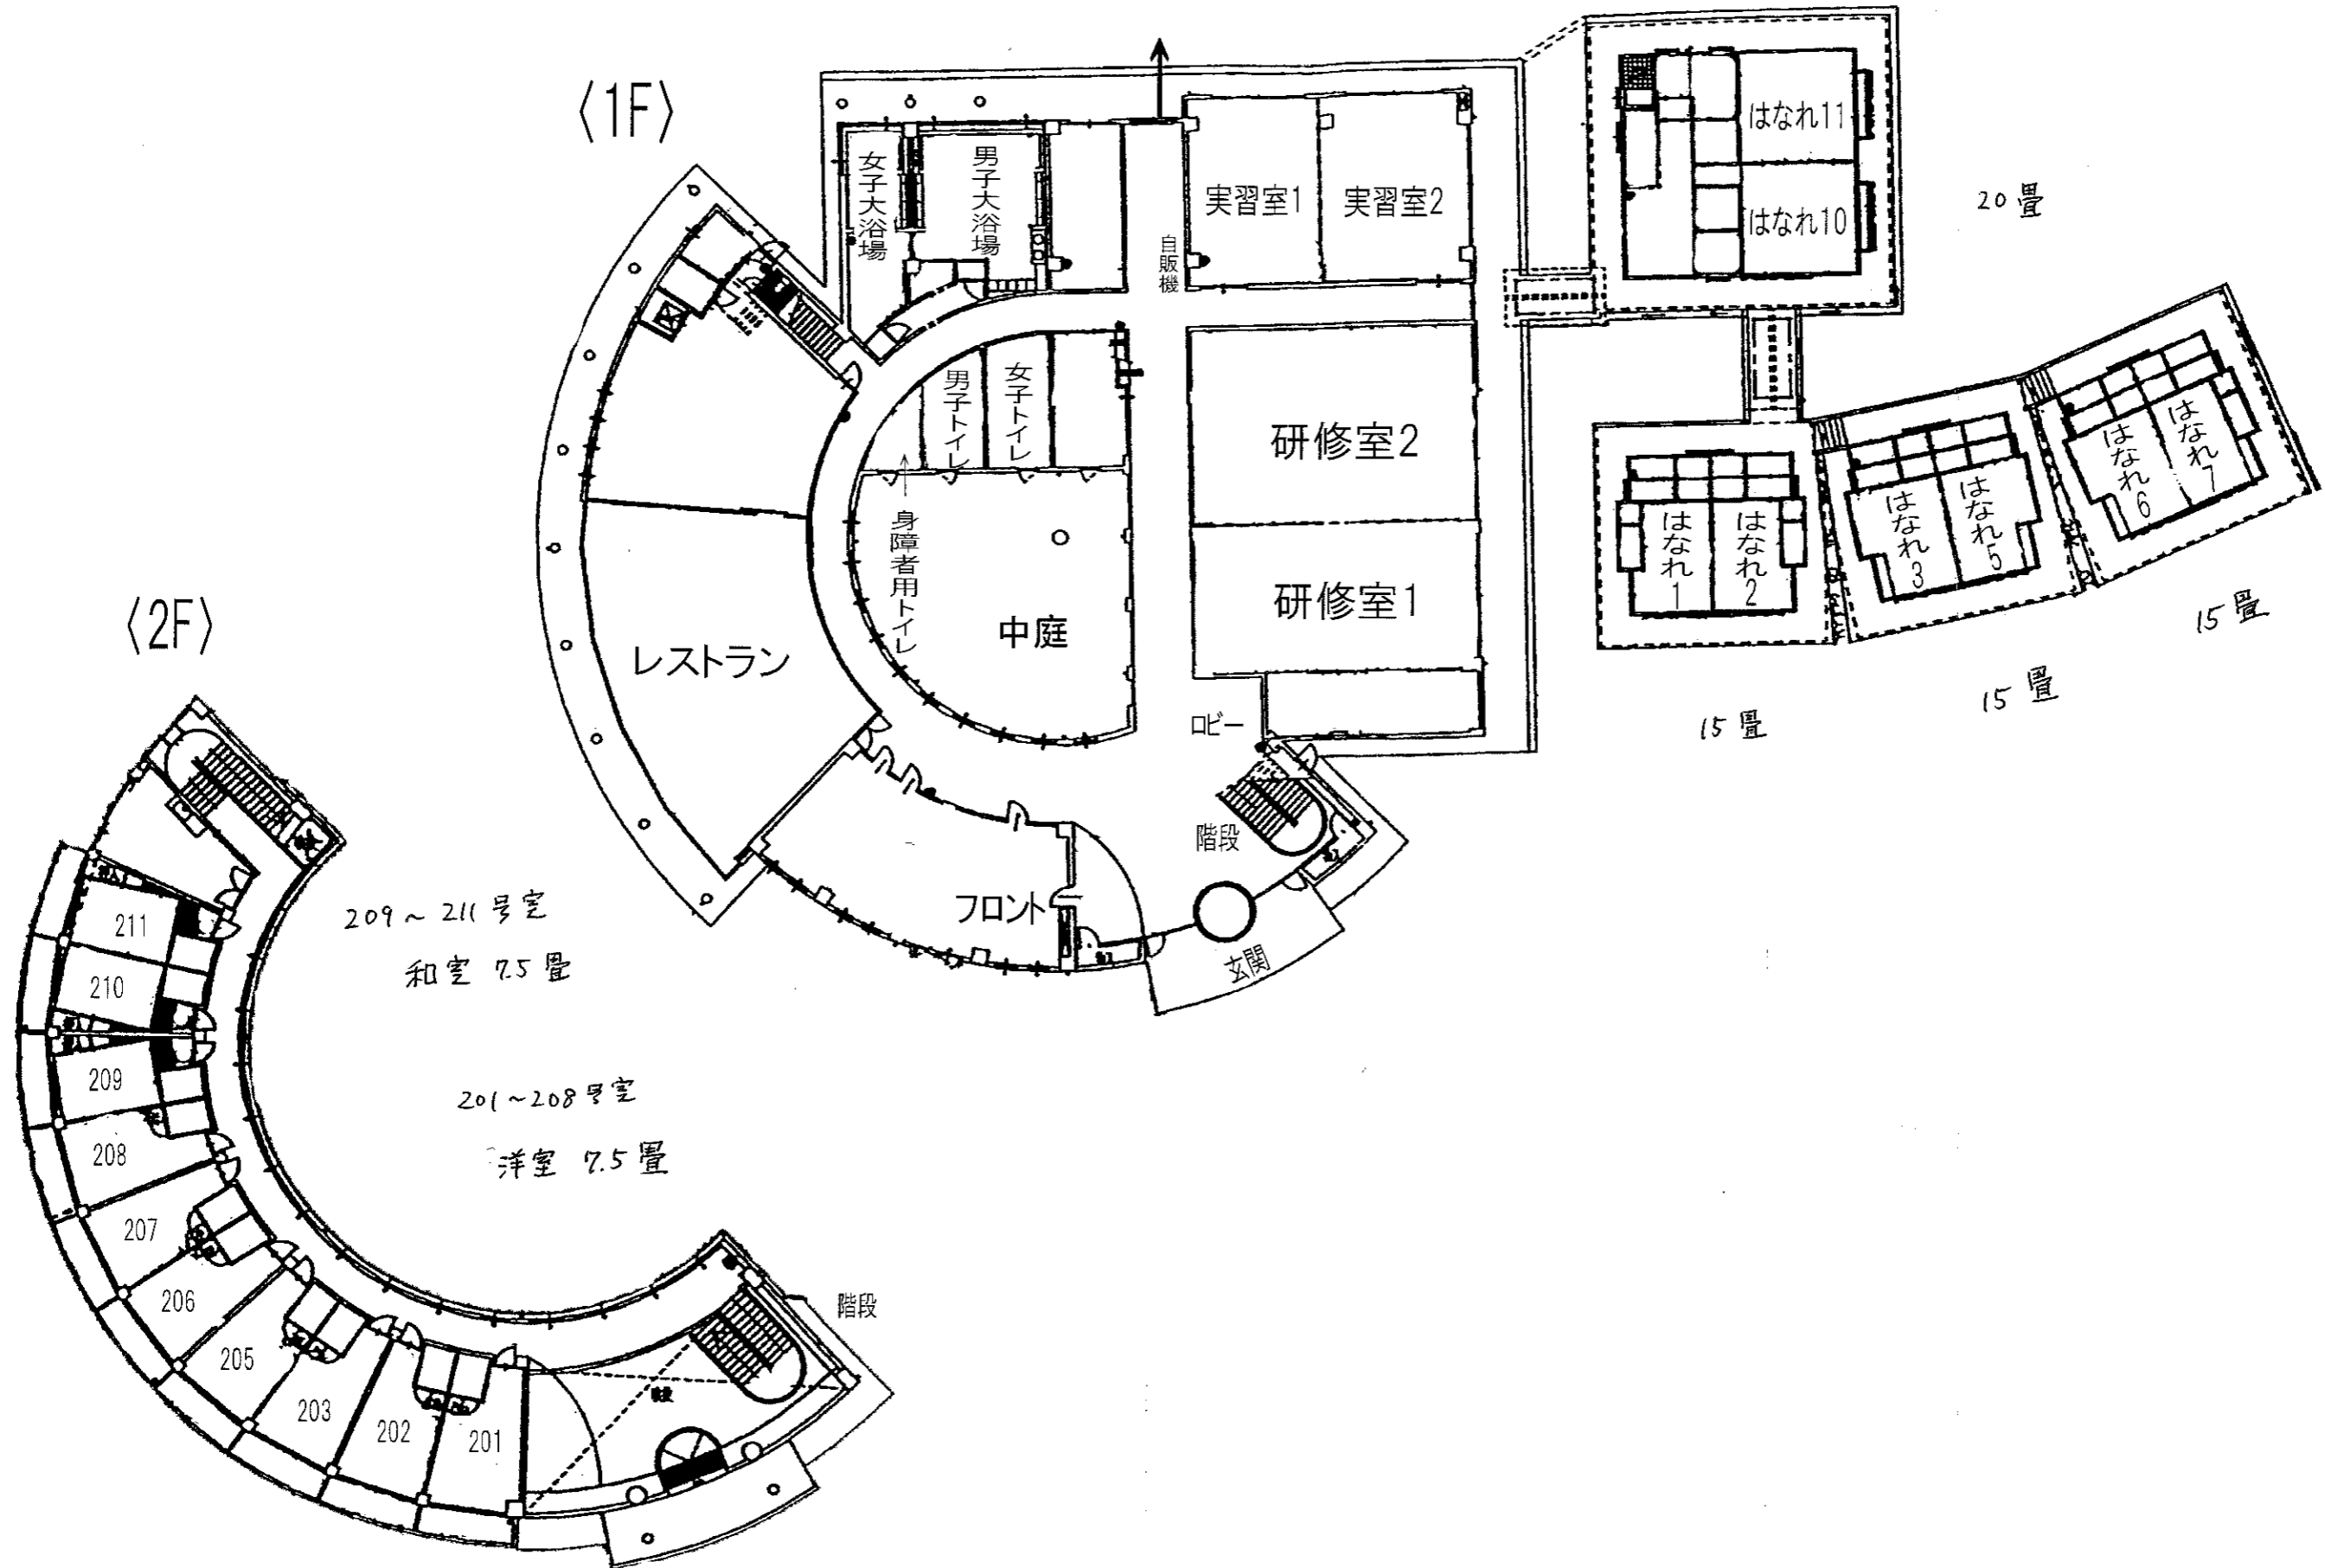 〈1F〉
女子大浴場
男子大浴場
自販機
実習室1
実習室2
はなれ11
はなれ10
20畳
男子トイレ
女子トイレ
身障者用トイレ
研修室2
研修室1
中庭
レストラン
ロビー
階段
フロント
玄関
はなれ1
はなれ2
はなれ3
はなれ5
はなれ6
はなれ7
15畳
15畳
15畳
〈2F〉
211
210
209
208
207
206
205
203
202
201
209~211号室
和室 7.5畳
201~208号室
洋室 7.5畳
階段